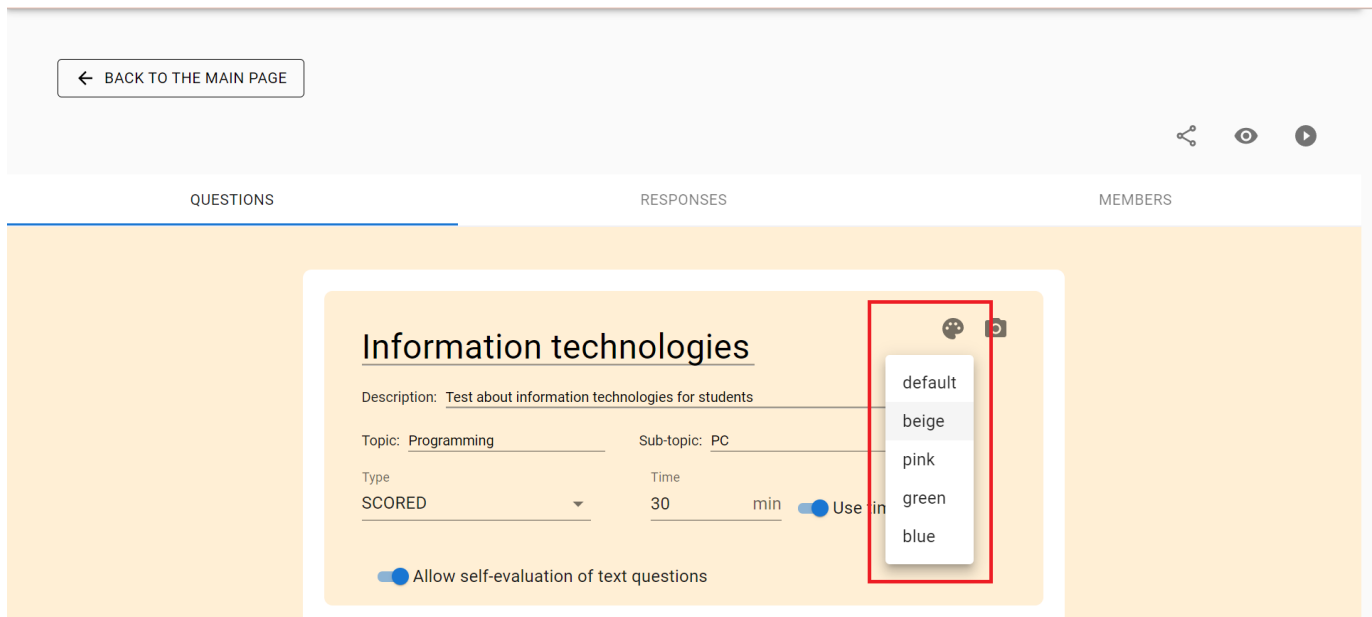 BACK TO THE MAIN PAGE
QUESTIONS RESPONSES MEMBERS
Information technologies
Description: Test about information technologies for students
Topic: Programming Sub-topic: PC
Type Time
SCORED 30 min Use tim
Allow self-evaluation of text questions
default
beige
pink
green
blue